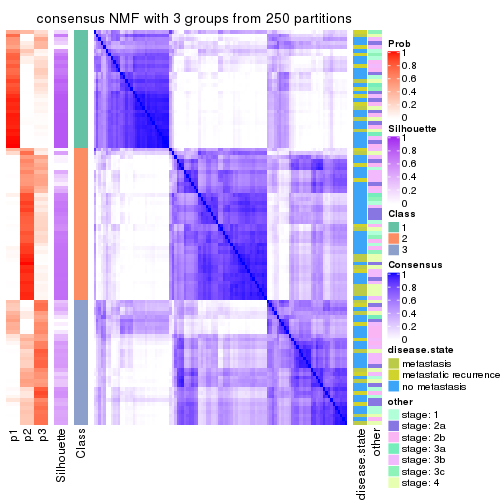 consensus NMF with 3 groups from 250 partitions
Prob
1
0.8
0.6
0.4
0.2
0
Silhouette
1
0.8
0.6
0.4
0.2
0
Class
1
2
3
Consensus
1
0.8
0.6
0.4
0.2
0
disease.state
metastasis
metastatic recurrence
no metastasis
other
stage: 1
stage: 2a
stage: 2b
stage: 3a
stage: 3b
stage: 3c
stage: 4
p1
p2
p3
Silhouette
Class
disease.state
other